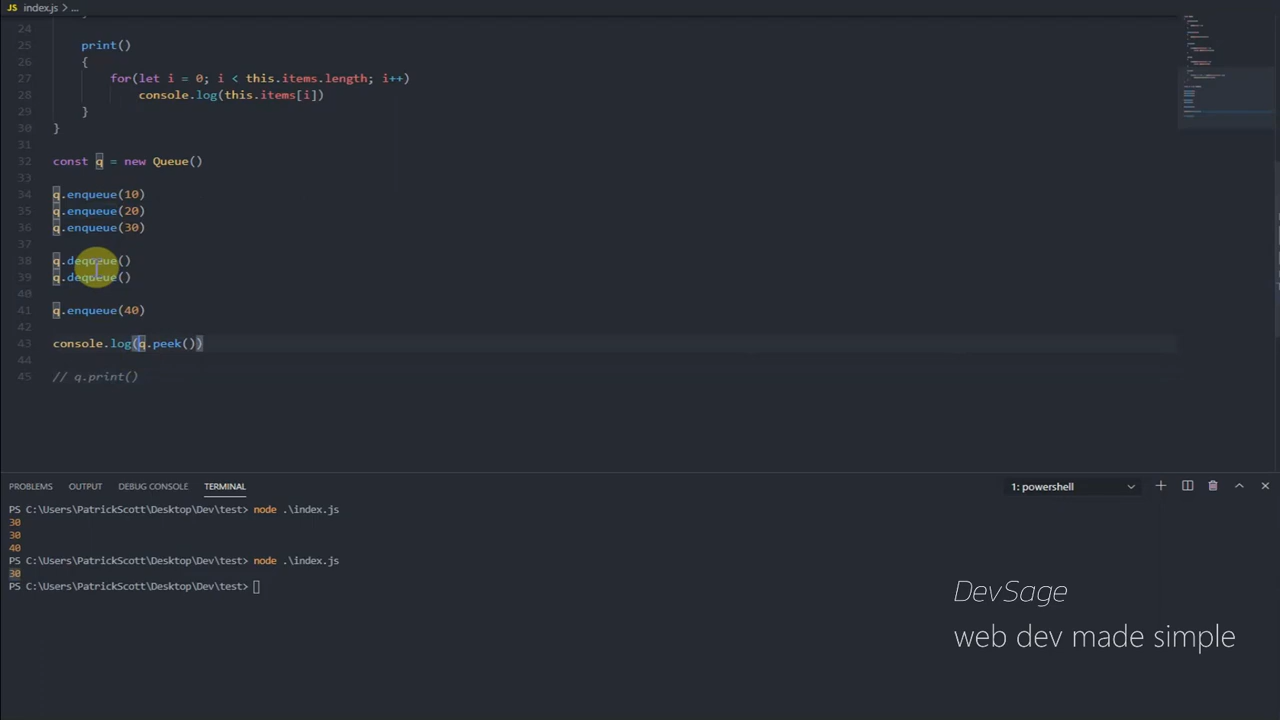 JS index.js > ...
24
25 print()
26 {
27 for(let i = 0; i < this.items.length; i++)
28 console.log(this.items[i])
29 }
30 }
31
32 const q = new Queue()
33
34 q.enqueue(10)
35 q.enqueue(20)
36 q.enqueue(30)
37
38 q.dequeue()
39 q.dequeue()
40
41 q.enqueue(40)
42
43 console.log(q.peek())
44
45 // q.print()
PROBLEMS OUTPUT DEBUG CONSOLE TERMINAL 1: powershell
PS C:\Users\PatrickScott\Desktop\Dev\test> node .\index.js
30
30
40
PS C:\Users\PatrickScott\Desktop\Dev\test> node .\index.js
30
PS C:\Users\PatrickScott\Desktop\Dev\test>
DevSage
web dev made simple